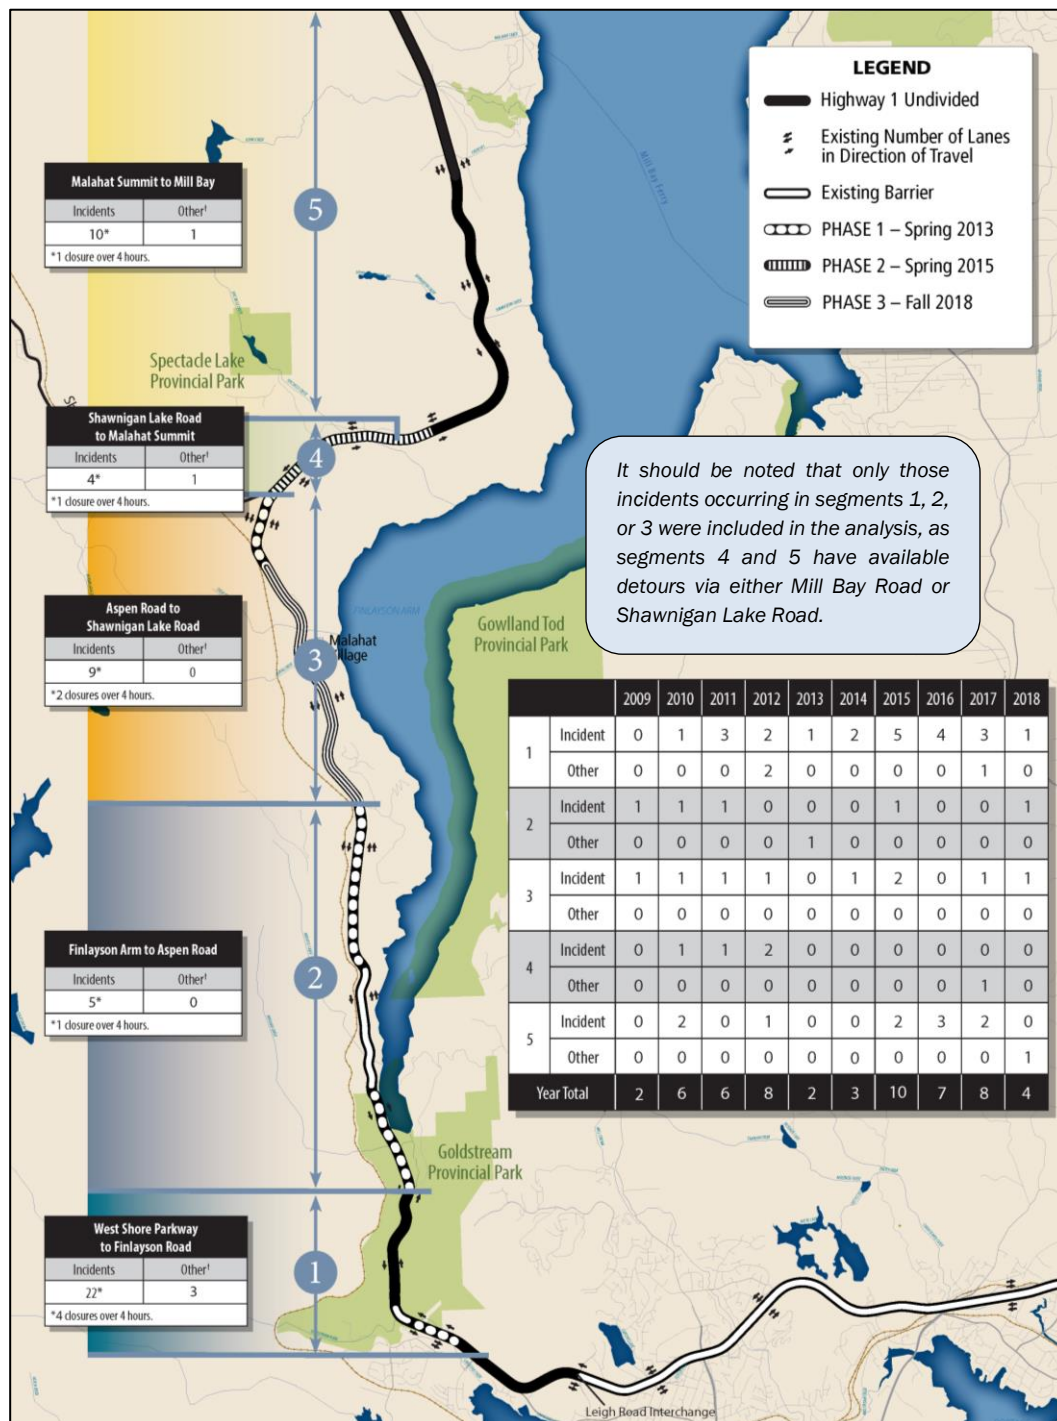 LEGEND
Highway 1 Undivided
Existing Number of Lanes
in Direction of Travel
Existing Barrier
PHASE 1 – Spring 2013
PHASE 2 – Spring 2015
PHASE 3 – Fall 2018
Mill Bay Ferry
Malahat Summit to Mill Bay
Incidents Other†
10* 1
*1 closure over 4 hours.
5
Spectacle Lake
Provincial Park
Shawnigan Lake Road
to Malahat Summit
Incidents Other†
4* 1
*1 closure over 4 hours.
4
It should be noted that only those
incidents occurring in segments 1, 2,
or 3 were included in the analysis, as
segments 4 and 5 have available
detours via either Mill Bay Road or
Shawnigan Lake Road.
Aspen Road to
Shawnigan Lake Road
Incidents Other†
9* 0
*2 closures over 4 hours.
3
FINLAYSON ARM
Malahat
Village
Gowlland Tod
Provincial Park
2009 2010 2011 2012 2013 2014 2015 2016 2017 2018
1 Incident 0 1 3 2 1 2 5 4 3 1
Other 0 0 0 2 0 0 0 0 1 0
2 Incident 1 1 1 0 0 0 1 0 0 1
Other 0 0 0 0 1 0 0 0 0 0
3 Incident 1 1 1 1 0 1 2 0 1 1
Other 0 0 0 0 0 0 0 0 0 0
4 Incident 0 1 1 2 0 0 0 0 0 0
Other 0 0 0 0 0 0 0 0 1 0
5 Incident 0 2 0 1 0 0 2 3 2 0
Other 0 0 0 0 0 0 0 0 0 1
Year Total 2 6 6 8 2 3 10 7 8 4
Finlayson Arm to Aspen Road
Incidents Other†
5* 0
*1 closure over 4 hours.
2
Goldstream
Provincial Park
West Shore Parkway
to Finlayson Road
Incidents Other†
22* 3
*4 closures over 4 hours.
1
Leigh Road Interchange